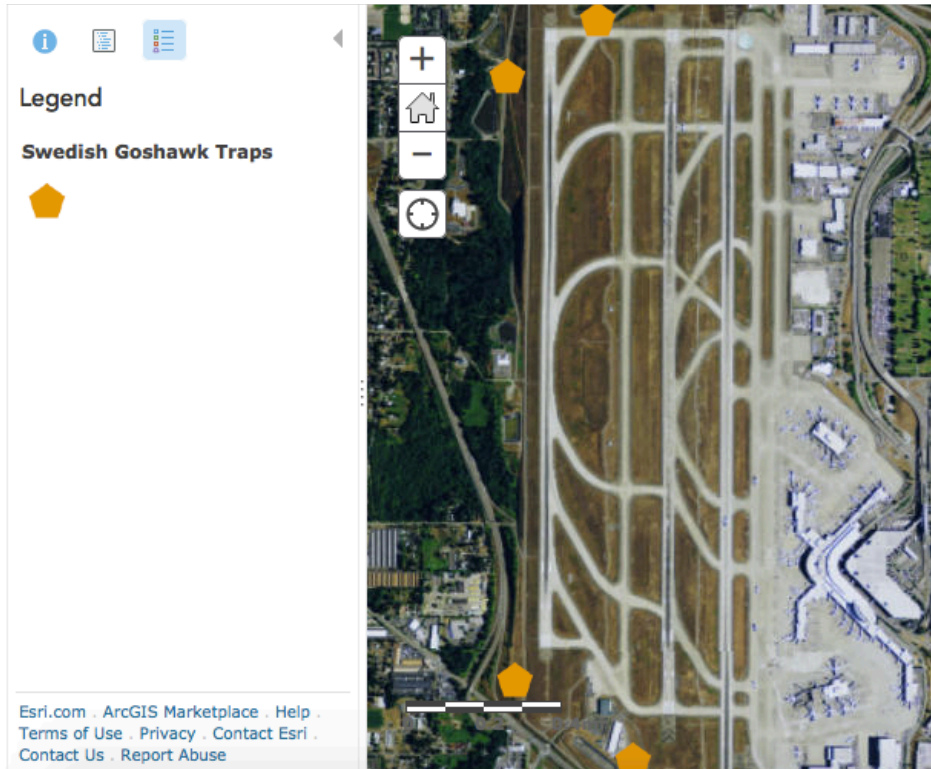 Legend
Swedish Goshawk Traps
Esri.com . ArcGIS Marketplace . Help .
Terms of Use . Privacy . Contact Esri .
Contact Us . Report Abuse